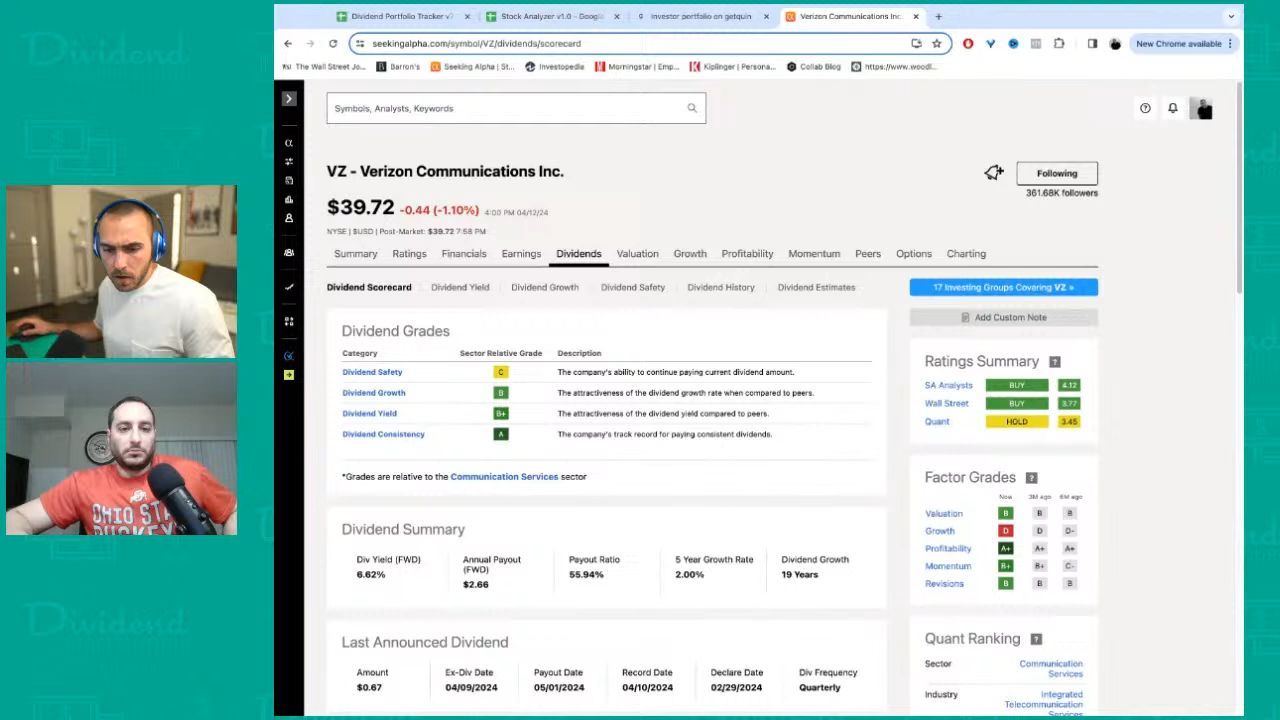 Dividend
Dividend Portfolio Tracker v
Stock Analyzer v1.0 - Google
Investor portfolio on getquin
Verizon Communications Inc.
seekingalpha.com/symbol/VZ/dividends/scorecard
New Chrome available
The Wall Street Jo...
Barron's
Seeking Alpha | St...
Investopedia
Morningstar | Emp...
Kiplinger | Persona...
Collab Blog
https://www.woodl...
Symbols, Analysts, Keywords
VZ - Verizon Communications Inc.
Following
361.68K followers
$39.72 -0.44 (-1.10%) 4:00 PM 04/12/24
NYSE | $USD | Post-Market: $39.72 7:58 PM
Summary Ratings Financials Earnings Dividends Valuation Growth Profitability Momentum Peers Options Charting
Dividend Scorecard Dividend Yield Dividend Growth Dividend Safety Dividend History Dividend Estimates
17 Investing Groups Covering VZ »
Add Custom Note
Dividend Grades
Category Sector Relative Grade Description
Dividend Safety C The company's ability to continue paying current dividend amount.
Dividend Growth B The attractiveness of the dividend growth rate when compared to peers.
Dividend Yield B+ The attractiveness of the dividend yield compared to peers.
Dividend Consistency A The company's track record for paying consistent dividends.
*Grades are relative to the Communication Services sector
Ratings Summary ?
SA Analysts BUY 4.12
Wall Street BUY 3.77
Quant HOLD 3.45
Factor Grades ?
Now 3M ago 6M ago
Valuation B B B
Growth D D D-
Profitability A+ A+ A+
Momentum B+ B+ C-
Revisions B B B
Dividend Summary
Div Yield (FWD) Annual Payout (FWD) Payout Ratio 5 Year Growth Rate Dividend Growth
6.62% $2.66 55.94% 2.00% 19 Years
Last Announced Dividend
Amount Ex-Div Date Payout Date Record Date Declare Date Div Frequency
$0.67 04/09/2024 05/01/2024 04/10/2024 02/29/2024 Quarterly
Quant Ranking ?
Sector Communication
Services
Industry Integrated
Telecommunication
Services
OHIO STA
BUCKEY
Dividend